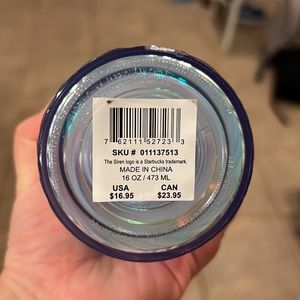 7 62111 52723 3
SKU # 011137513
The Siren logo is a Starbucks trademark.
MADE IN CHINA
16 OZ / 473 ML
USA CAN
$16.95 $23.95